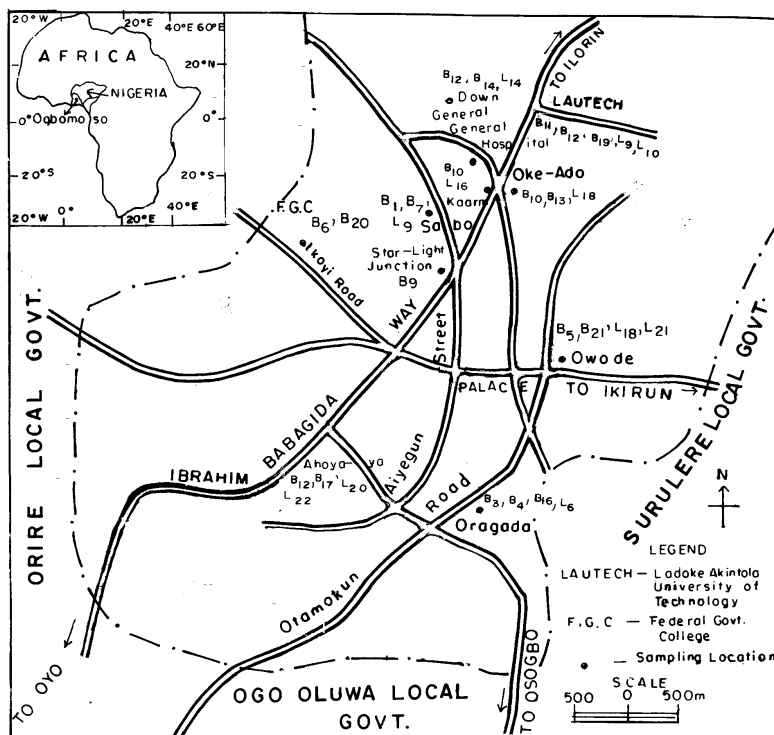 20°E
40°E 60°E
AFRICA
20°N
NIGERIA
0°
Ogbomoso
0°
20°S
20°S
20°W
0°
20°E
40°E
TO ILORIN
B12, B14, L14
Down
General
General
Hospital
LAUTECH
B12, B19, L9, L10
B10
L16
Kaarm
Oke-Ado
B10, B13, L18
F.G.C
B6, B20
Ikoyi Road
B1, B7,
L9 Sabo
Star-Light
Junction
B9
WAY
Street
B5, B21, L18, L21
Owode
PALACE
TO IKIRUN
ORIRE LOCAL GOVT.
SURULERE LOCAL GOVT.
IBRAHIM
BABAGIDA
Ahoya-ya
B12, B17, L20
L22
Aiyegun
Road
B3, B4, B16, L6
Oragada
Otamokun
N
LEGEND
LAUTECH — Ladoke Akintola
University of
Technology
F.G.C — Federal Govt.
College
— Sampling Location
SCALE
500 0 500m
TO OYO
OGO OLUWA LOCAL
GOVT.
TO OSOGBO